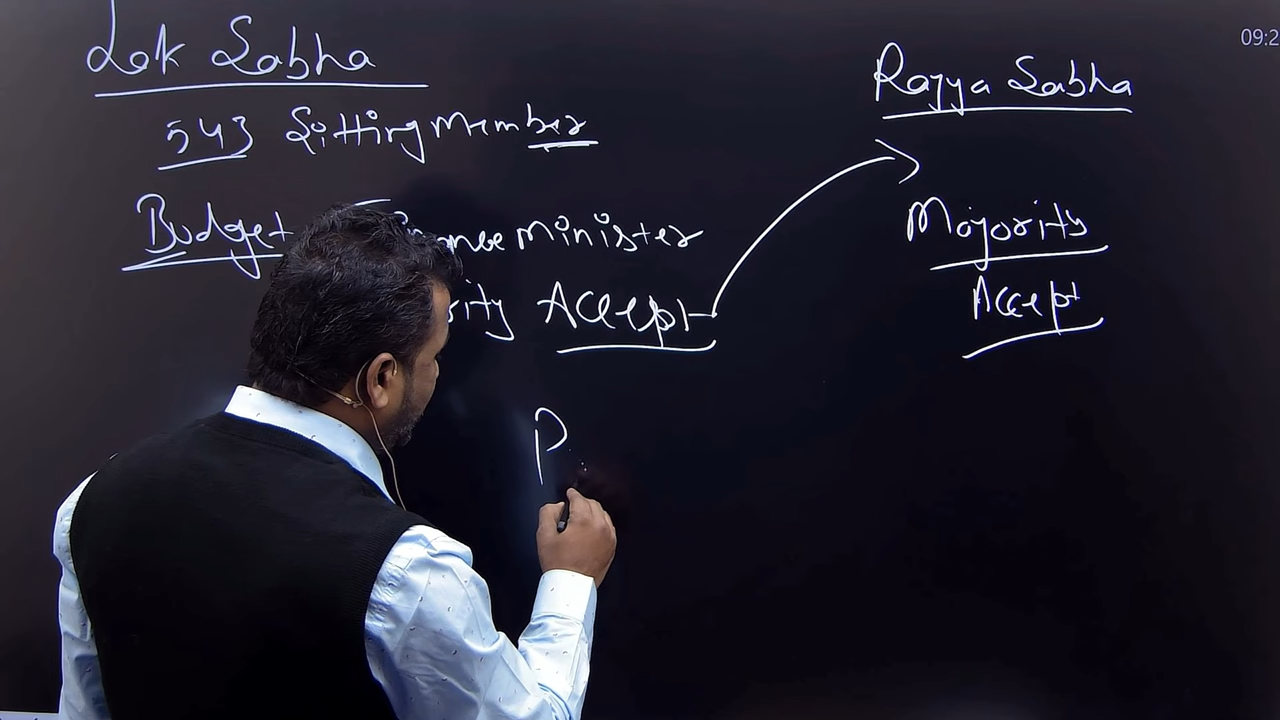 Lok Sabha
543 Sitting Member
Budget Minister
Accept
P
Rajya Sabha
Majority
Accept
09:2